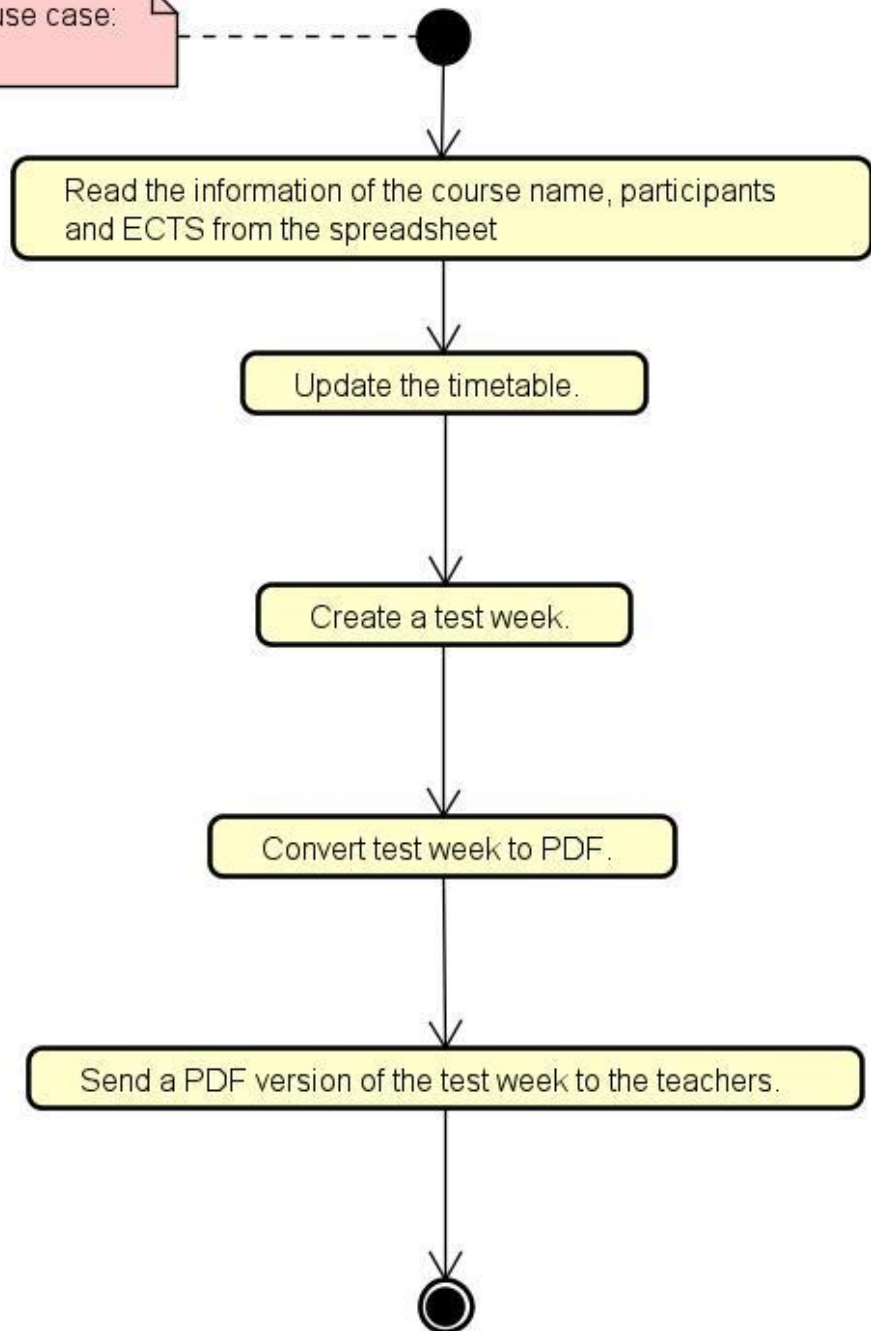 use case:
Read the information of the course name, participants
and ECTS from the spreadsheet
Update the timetable.
Create a test week.
Convert test week to PDF.
Send a PDF version of the test week to the teachers.